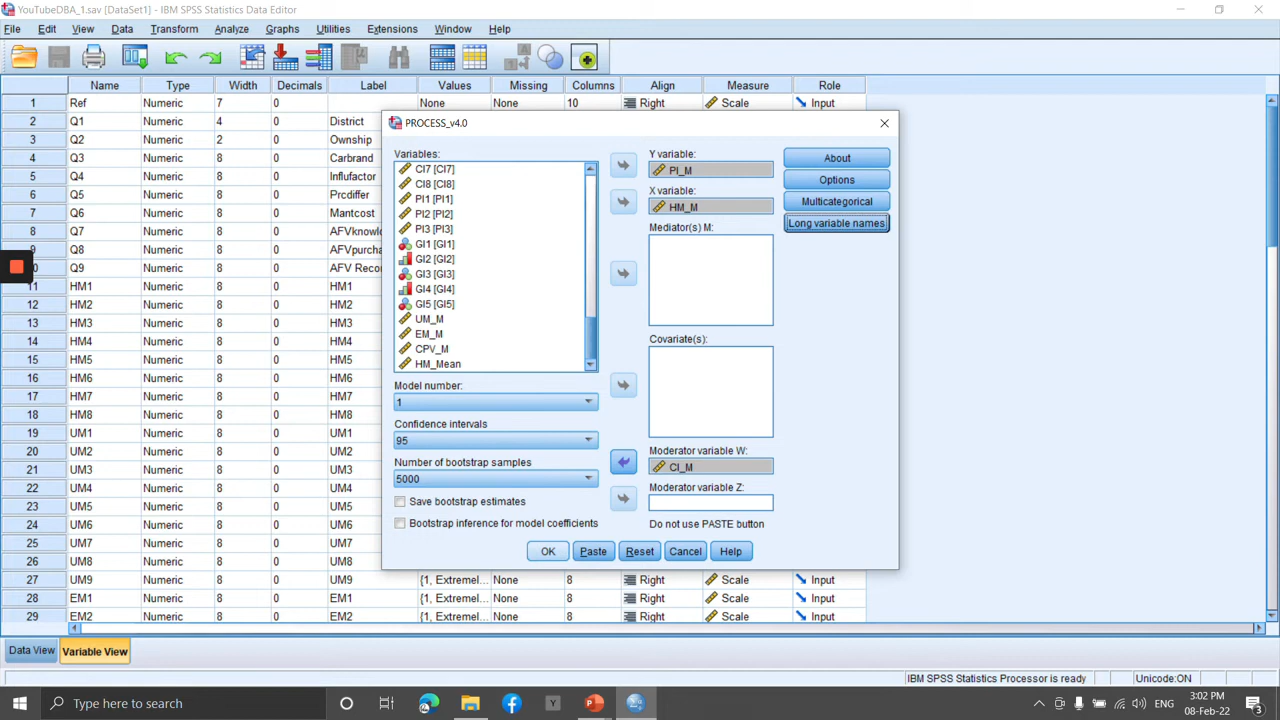 YouTubeDBA_1.sav [DataSet1] - IBM SPSS Statistics Data Editor
File Edit View Data Transform Analyze Graphs Utilities Extensions Window Help
Name Type Width Decimals Label Values Missing Columns Align Measure Role
1 Ref Numeric 7 0 None None 10 Right Scale Input
2 Q1 Numeric 4 0 District
3 Q2 Numeric 2 0 Ownship
4 Q3 Numeric 8 0 Carbrand
5 Q4 Numeric 8 0 Influfactor
6 Q5 Numeric 8 0 Prcdiffer
7 Q6 Numeric 8 0 Mantcost
8 Q7 Numeric 8 0 AFVknowl
9 Q8 Numeric 8 0 AFVpurcha
0 Q9 Numeric 8 0 AFV Recor
11 HM1 Numeric 8 0 HM1
12 HM2 Numeric 8 0 HM2
13 HM3 Numeric 8 0 HM3
14 HM4 Numeric 8 0 HM4
15 HM5 Numeric 8 0 HM5
16 HM6 Numeric 8 0 HM6
17 HM7 Numeric 8 0 HM7
18 HM8 Numeric 8 0 HM8
19 UM1 Numeric 8 0 UM1
20 UM2 Numeric 8 0 UM2
21 UM3 Numeric 8 0 UM3
22 UM4 Numeric 8 0 UM4
23 UM5 Numeric 8 0 UM5
24 UM6 Numeric 8 0 UM6
25 UM7 Numeric 8 0 UM7
26 UM8 Numeric 8 0 UM8
27 UM9 Numeric 8 0 UM9 {1, Extremel... None 8 Right Scale Input
28 EM1 Numeric 8 0 EM1 {1, Extremel... None 8 Right Scale Input
29 EM2 Numeric 8 0 EM2 {1, Extremel... None 8 Right Scale Input
PROCESS_v4.0
Variables:
CI7 [CI7]
CI8 [CI8]
PI1 [PI1]
PI2 [PI2]
PI3 [PI3]
GI1 [GI1]
GI2 [GI2]
GI3 [GI3]
GI4 [GI4]
GI5 [GI5]
UM_M
EM_M
CPV_M
HM_Mean
Model number:
1
Confidence intervals
95
Number of bootstrap samples
5000
Save bootstrap estimates
Bootstrap inference for model coefficients
Y variable:
PI_M
X variable:
HM_M
Mediator(s) M:
Covariate(s):
Moderator variable W:
CI_M
Moderator variable Z:
Do not use PASTE button
About
Options
Multicategorical
Long variable names
OK Paste Reset Cancel Help
Data View Variable View
IBM SPSS Statistics Processor is ready Unicode:ON
Type here to search
Y
ENG
3:02 PM
08-Feb-22
3